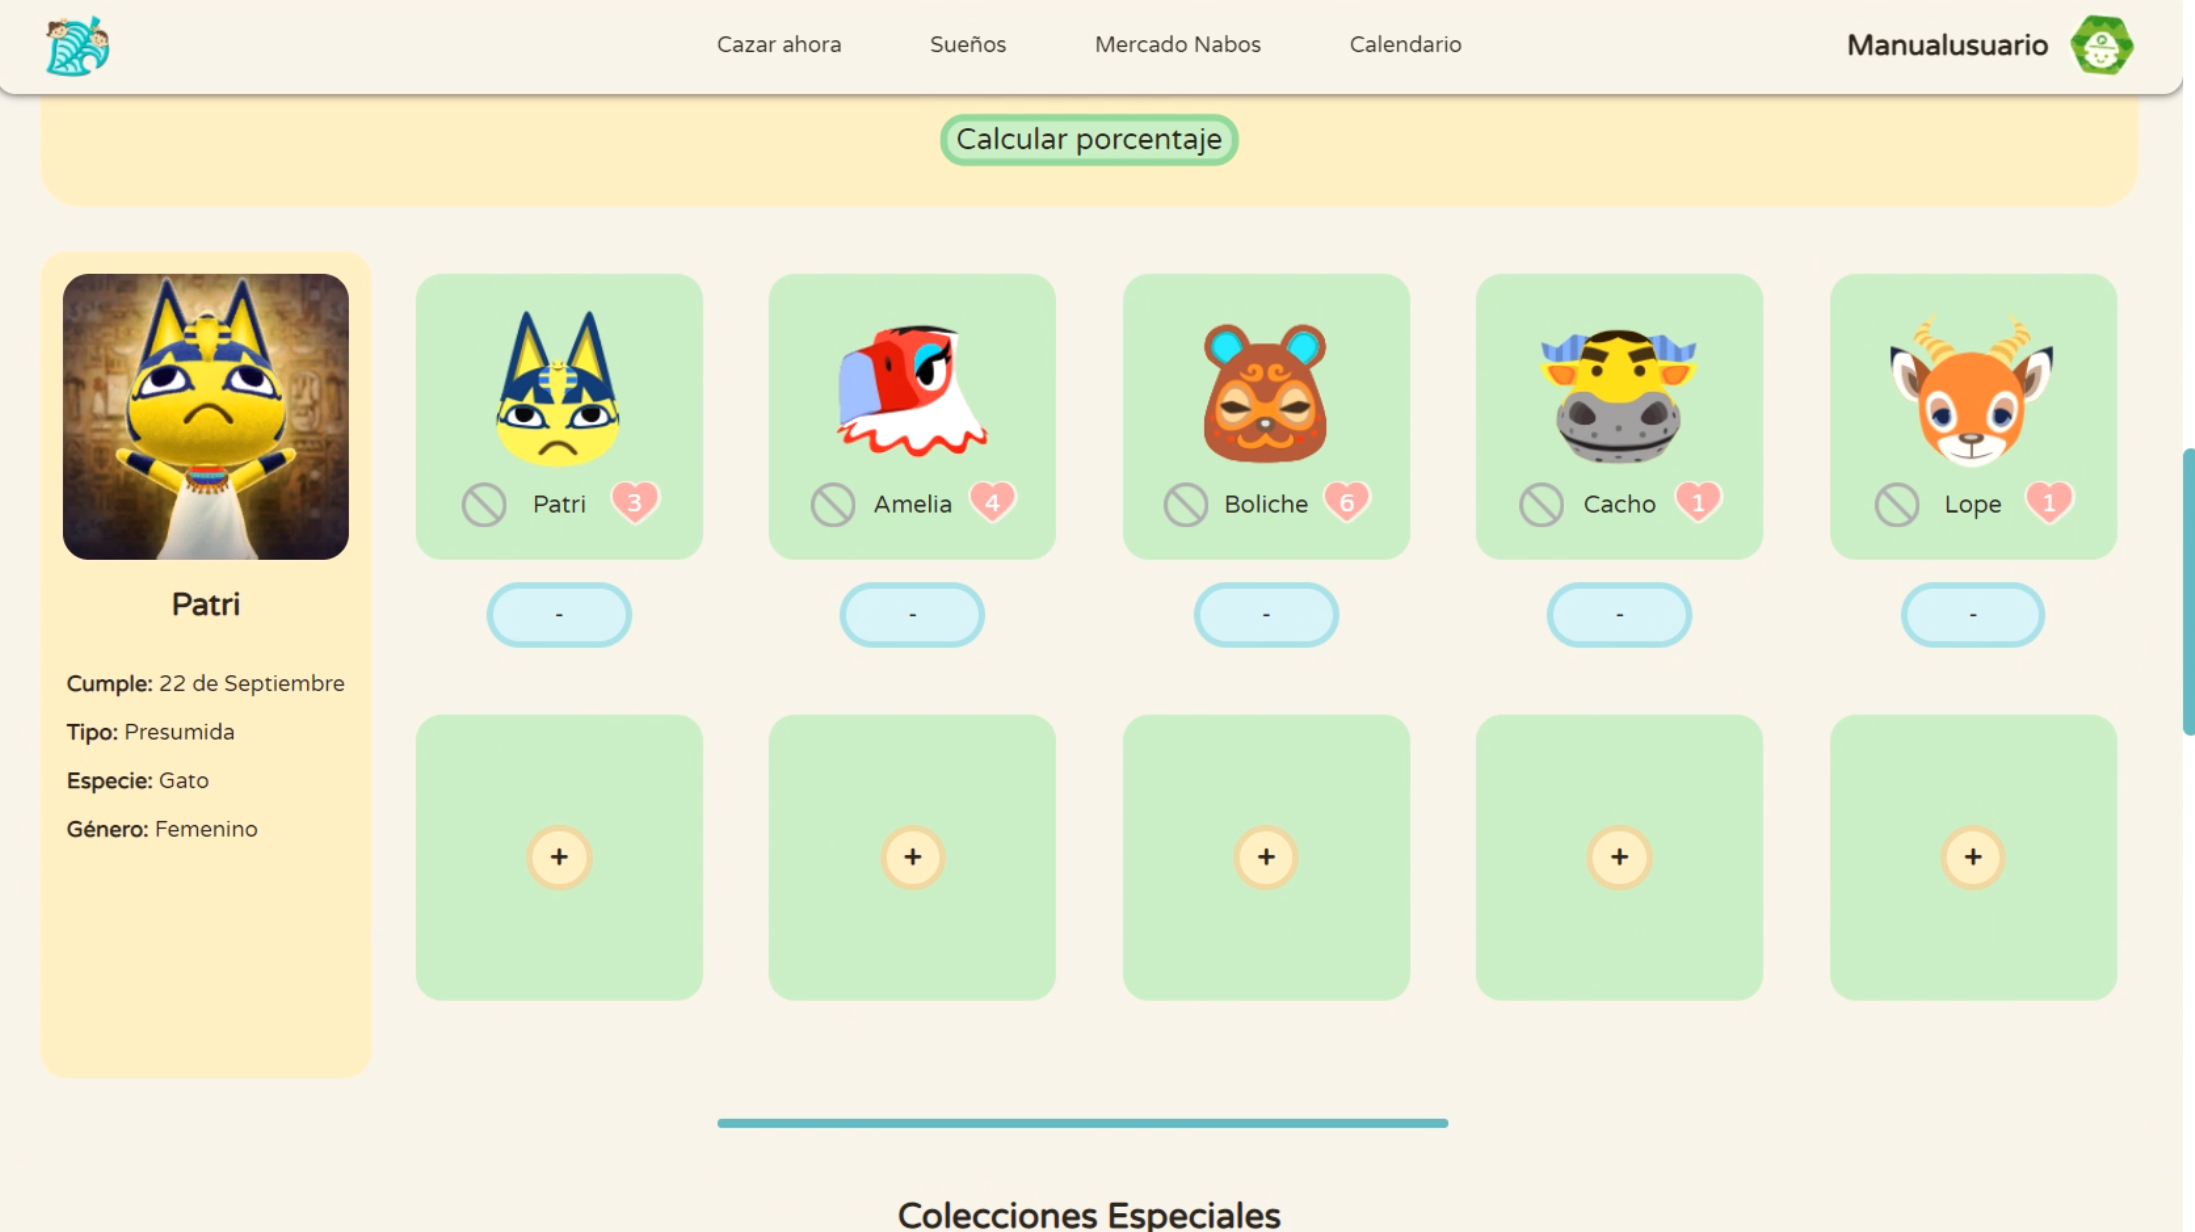 Cazar ahora
Sueños
Mercado Nabos
Calendario
Manualusuario
Calcular porcentaje
Patri
Cumple: 22 de Septiembre
Tipo: Presumida
Especie: Gato
Género: Femenino
Patri 3
Amelia 4
Boliche 6
Cacho 1
Lope 1
-
-
-
-
-
+
+
+
+
+
Colecciones Especiales